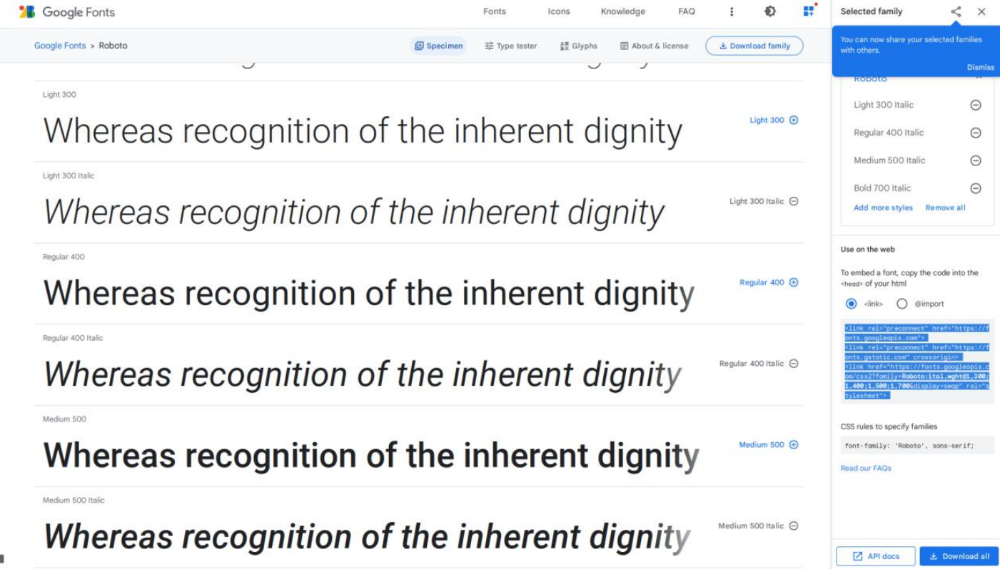 Google Fonts
Fonts Icons Knowledge FAQ
Selected family
Google Fonts > Roboto
Specimen Type tester Glyphs About & license Download family
You can now share your selected families
with others.
Dismiss
Roboto
Light 300
Whereas recognition of the inherent dignity
Light 300
Light 300 Italic
Whereas recognition of the inherent dignity
Light 300 Italic
Regular 400
Whereas recognition of the inherent dignity
Regular 400
Regular 400 Italic
Whereas recognition of the inherent dignity
Regular 400 Italic
Medium 500
Whereas recognition of the inherent dignity
Medium 500
Medium 500 Italic
Whereas recognition of the inherent dignity
Medium 500 Italic
Light 300 Italic
Regular 400 Italic
Medium 500 Italic
Bold 700 Italic
Add more styles Remove all
Use on the web
To embed a font, copy the code into the
<head> of your html
<link> @import
<link rel="preconnect" href="https://f
onts.googleapis.com">
<link rel="preconnect" href="https://f
onts.gstatic.com" crossorigin>
<link href="https://fonts.googleapis.c
om/css2?family=Roboto:ital,wght@1,300;
1,400;1,500;1,700&display=swap" rel="s
tylesheet">
CSS rules to specify families
font-family: 'Roboto', sans-serif;
Read our FAQs
API docs Download all